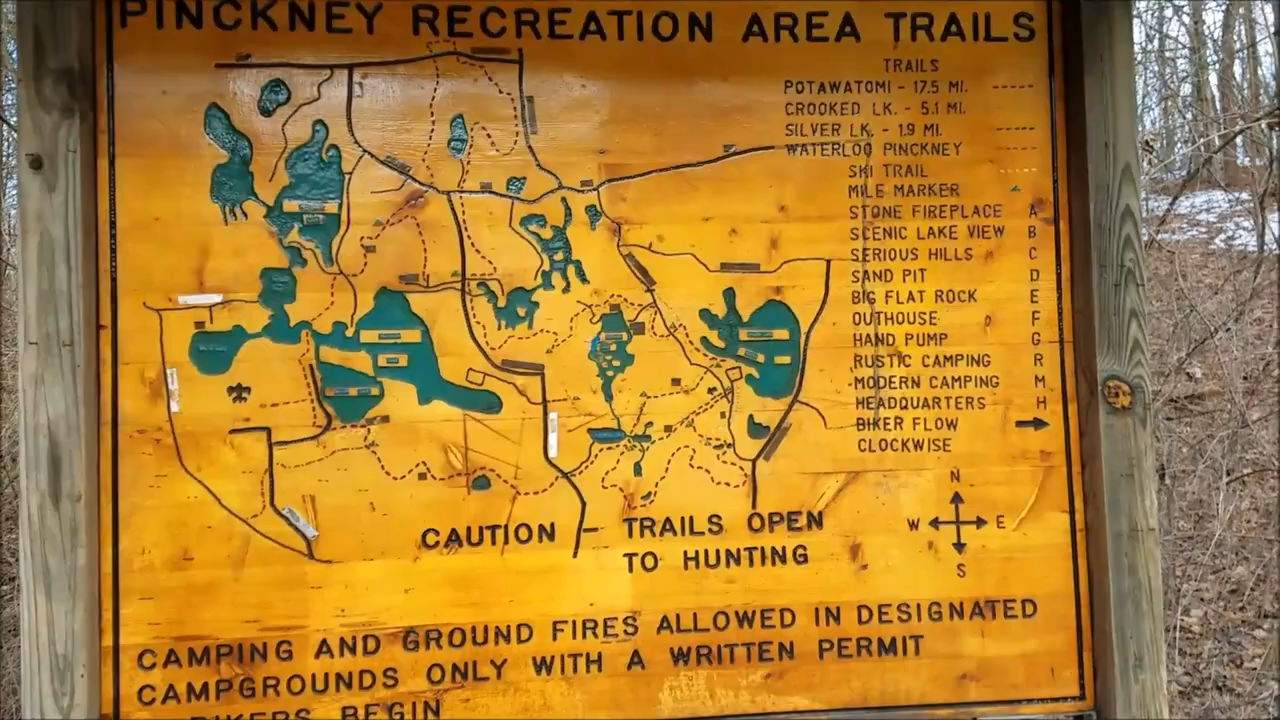 PINCKNEY RECREATION AREA TRAILS
TRAILS
POTAWATOMI - 17.5 MI.
CROOKED LK. - 5.1 MI.
SILVER LK. - 1.9 MI.
WATERLOO PINCKNEY
SKI TRAIL
MILE MARKER
STONE FIREPLACE A
SCENIC LAKE VIEW B
SERIOUS HILLS C
SAND PIT D
BIG FLAT ROCK E
OUTHOUSE F
HAND PUMP G
RUSTIC CAMPING R
MODERN CAMPING M
HEADQUARTERS H
BIKER FLOW
CLOCKWISE
N
W E
S
CAUTION - TRAILS OPEN
TO HUNTING
CAMPING AND GROUND FIRES ALLOWED IN DESIGNATED
CAMPGROUNDS ONLY WITH A WRITTEN PERMIT
BIKERS BEGIN